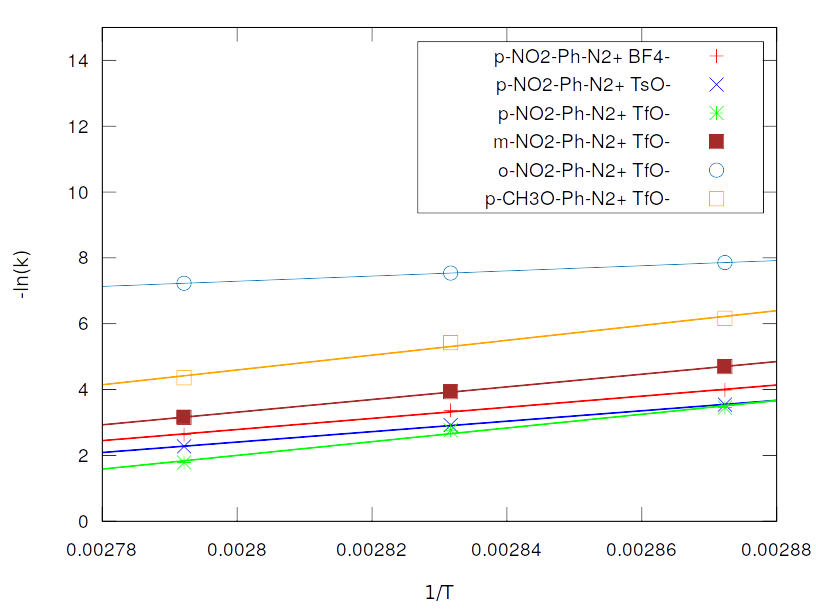 14
12
10
8
6
4
2
0
-ln(k)
p-NO2-Ph-N2+ BF4-
p-NO2-Ph-N2+ TsO-
p-NO2-Ph-N2+ TfO-
m-NO2-Ph-N2+ TfO-
o-NO2-Ph-N2+ TfO-
p-CH3O-Ph-N2+ TfO-
0.00278 0.0028 0.00282 0.00284 0.00286 0.00288
1/T